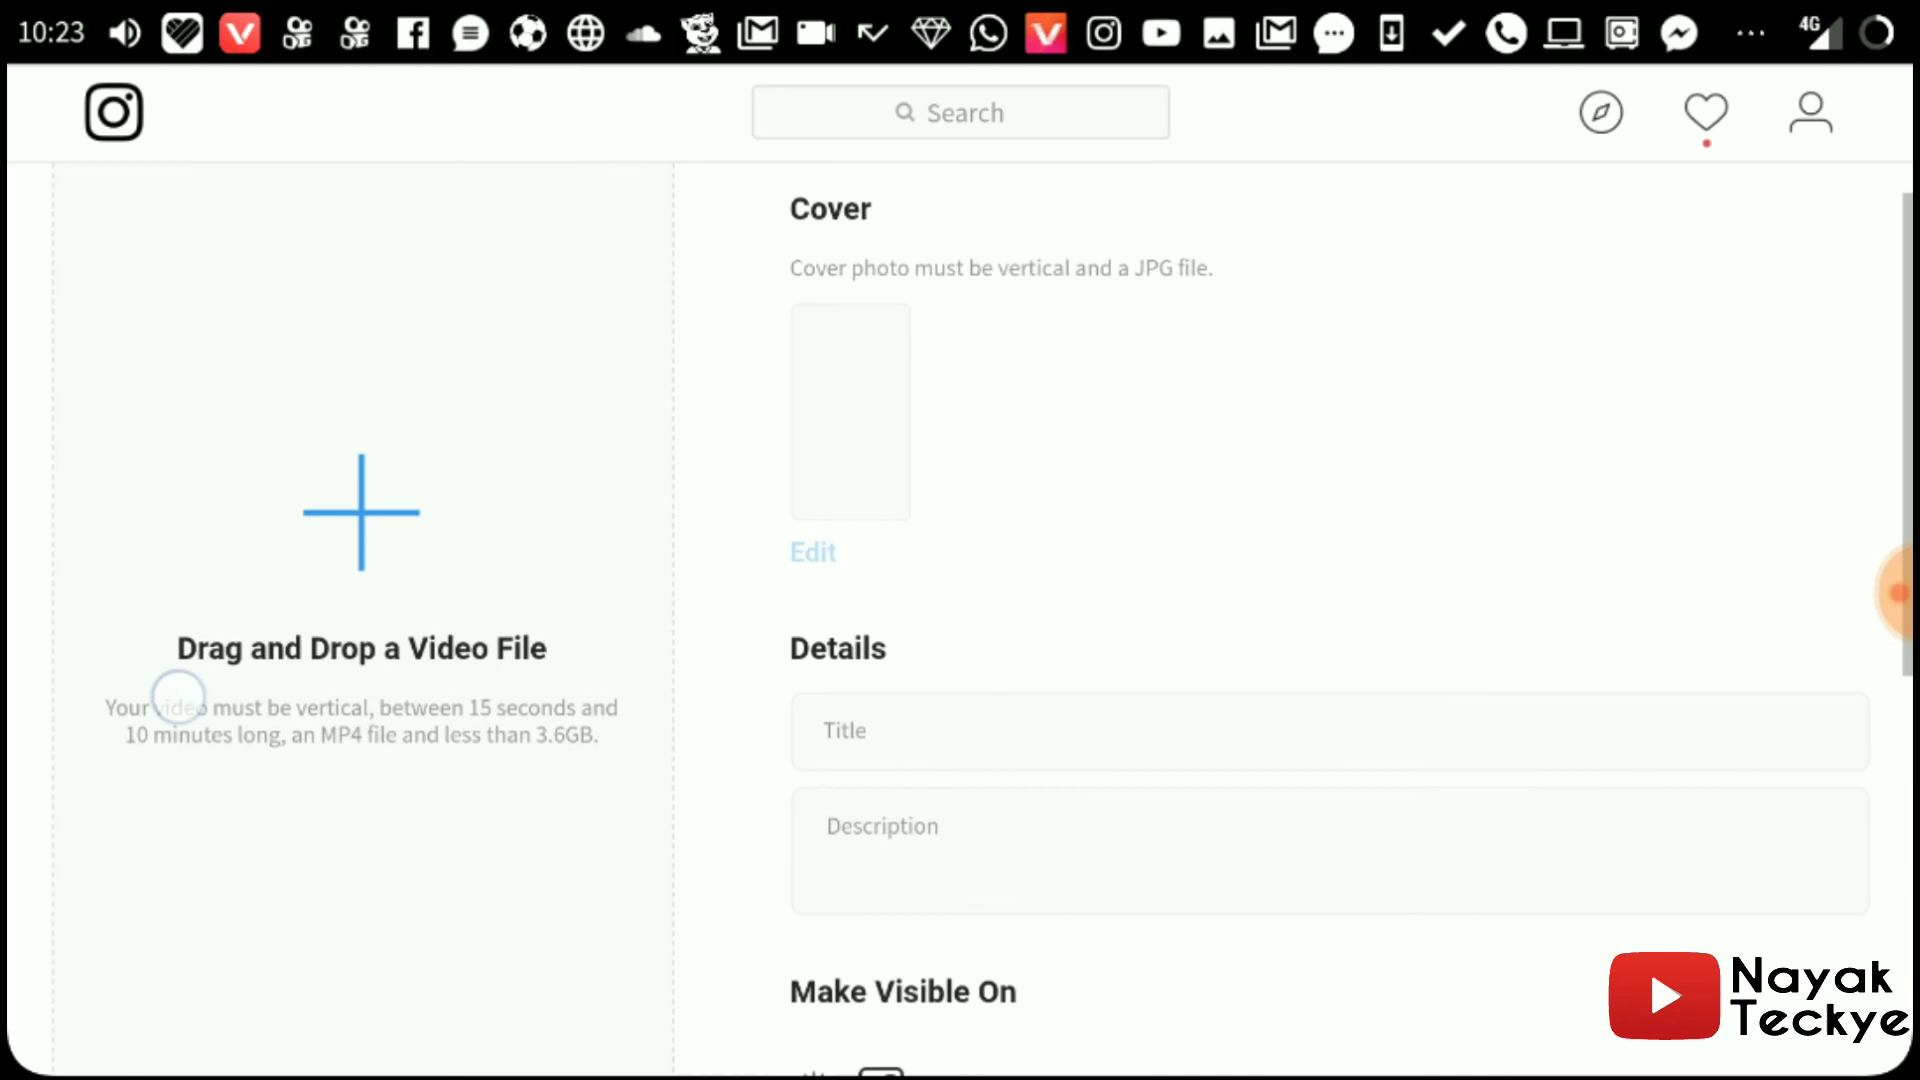 10:23
4G
Search
Cover
Cover photo must be vertical and a JPG file.
Edit
Drag and Drop a Video File
Your video must be vertical, between 15 seconds and
10 minutes long, an MP4 file and less than 3.6GB.
Details
Title
Description
Make Visible On
Nayak
Teckye